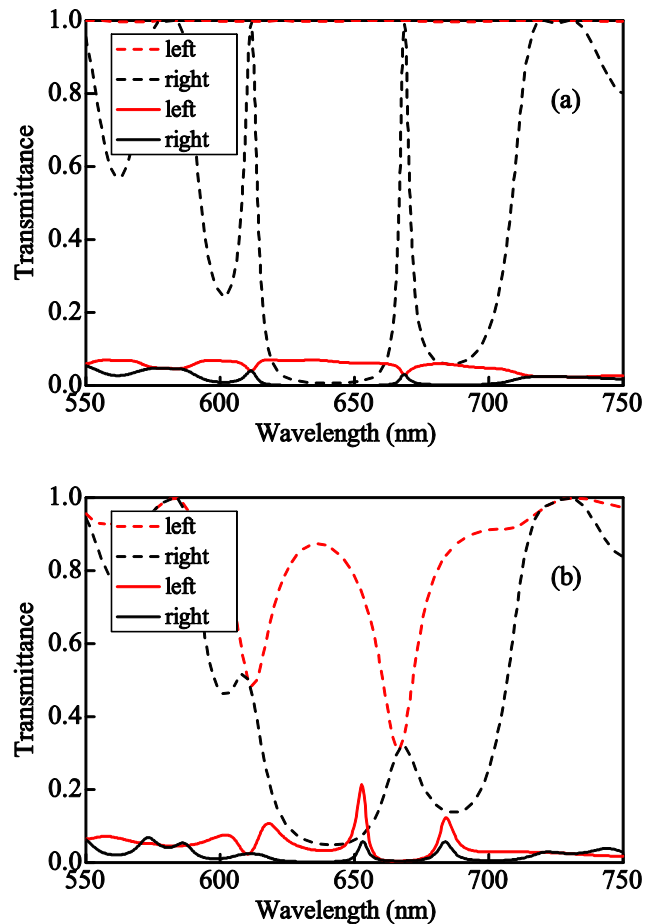 1.0
0.8
0.6
0.4
0.2
0.0
Transmittance
left
right
left
right
(a)
550 600 650 700 750
Wavelength (nm)
1.0
0.8
0.6
0.4
0.2
0.0
Transmittance
left
right
left
right
(b)
550 600 650 700 750
Wavelength (nm)